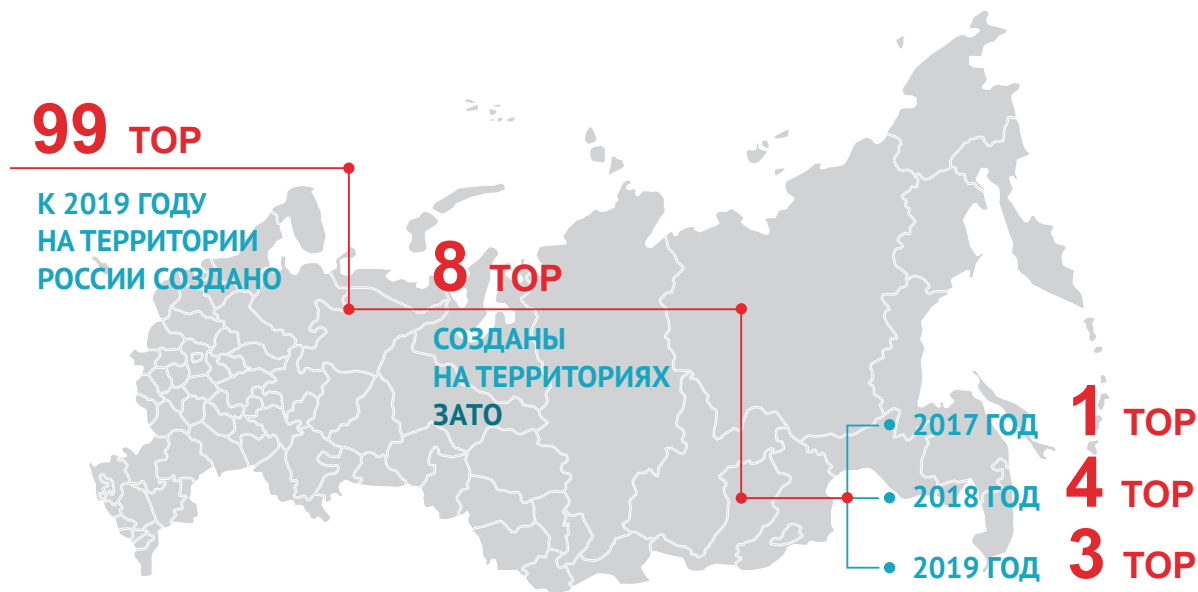 99 ТОР
К 2019 ГОДУ
НА ТЕРРИТОРИИ
РОССИИ СОЗДАНО
8 ТОР
СОЗДАНЫ
НА ТЕРРИТОРИЯХ
ЗАТО
2017 ГОД 1 ТОР
2018 ГОД 4 ТОР
2019 ГОД 3 ТОР